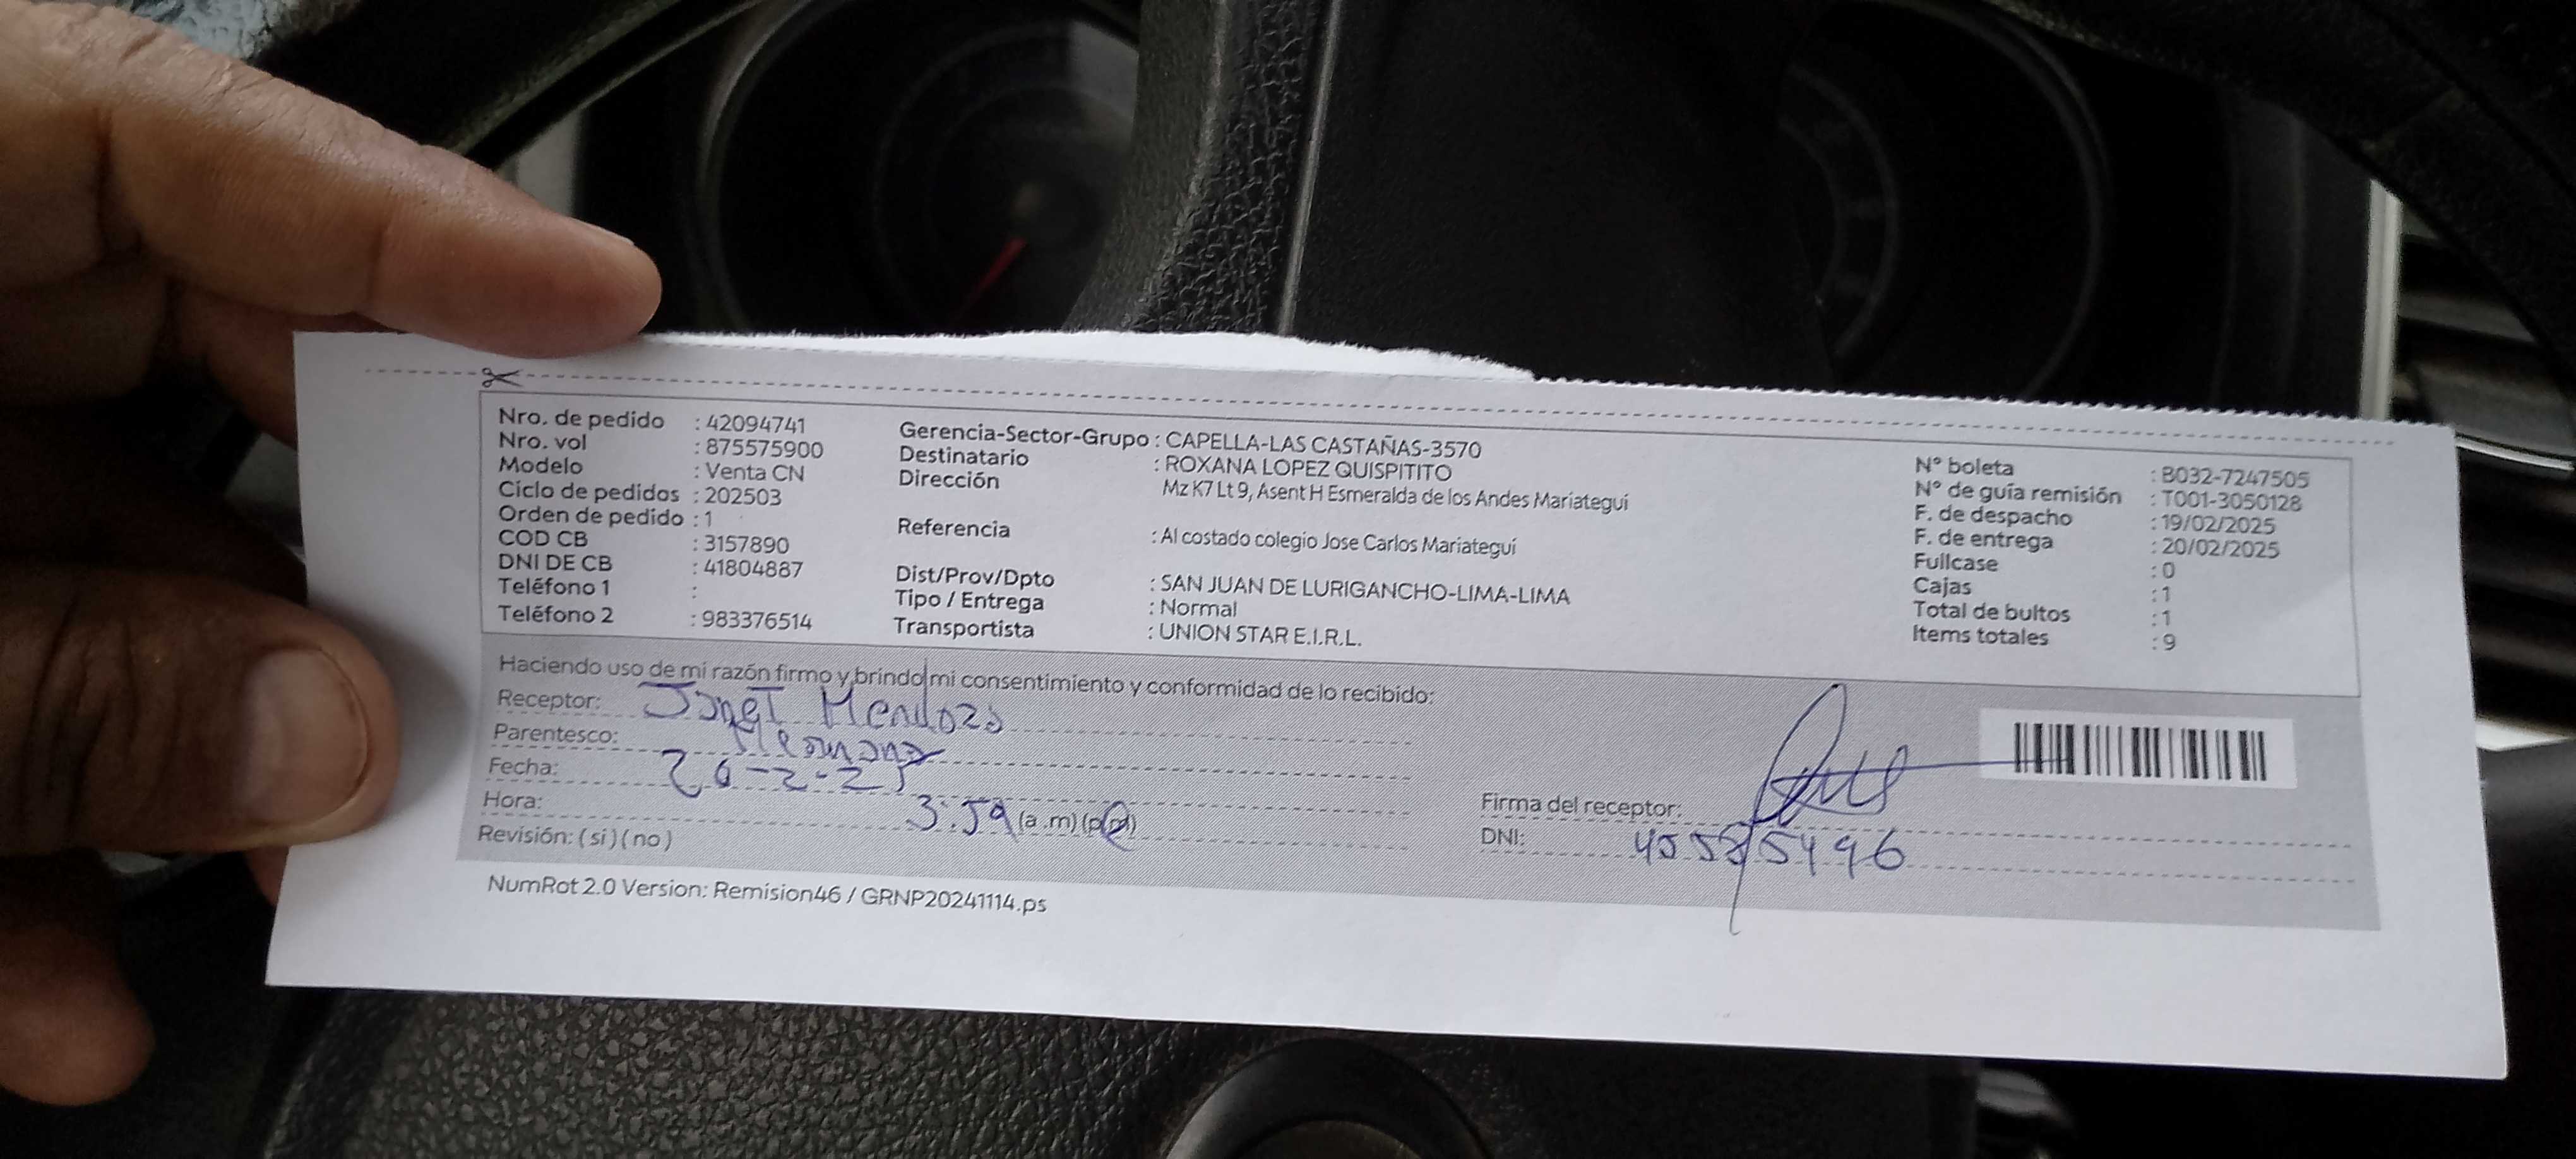 Nro. de pedido : 42094741
Nro. vol : 875575900
Modelo : Venta CN
Ciclo de pedidos : 202503
Orden de pedido : 1
COD CB : 3157890
DNI DE CB : 41804887
Teléfono 1 :
Teléfono 2 : 983376514
Gerencia-Sector-Grupo : CAPELLA-LAS CASTAÑAS-3570
Destinatario : ROXANA LOPEZ QUISPITITO
Dirección Mz K7 Lt 9, Asent H Esmeralda de los Andes Mariategui
Referencia : Al costado colegio Jose Carlos Mariategui
Dist/Prov/Dpto : SAN JUAN DE LURIGANCHO-LIMA-LIMA
Tipo / Entrega : Normal
Transportista : UNION STAR E.I.R.L.
N° boleta : B032-7247505
N° de guía remisión : T001-3050128
F. de despacho : 19/02/2025
F. de entrega : 20/02/2025
Fullcase : 0
Cajas : 1
Total de bultos : 1
Items totales : 9
Haciendo uso de mi razón firmo y brindo mi consentimiento y conformidad de lo recibido:
Receptor: Janet Mendoza
Parentesco: Hermana
Fecha: 20-2-25
Hora: 3:59 (a.m) (p.m)
Revisión: (si) (no)
Firma del receptor:
DNI:
NumRot 2.0 Version: Remision46 / GRNP20241114.ps